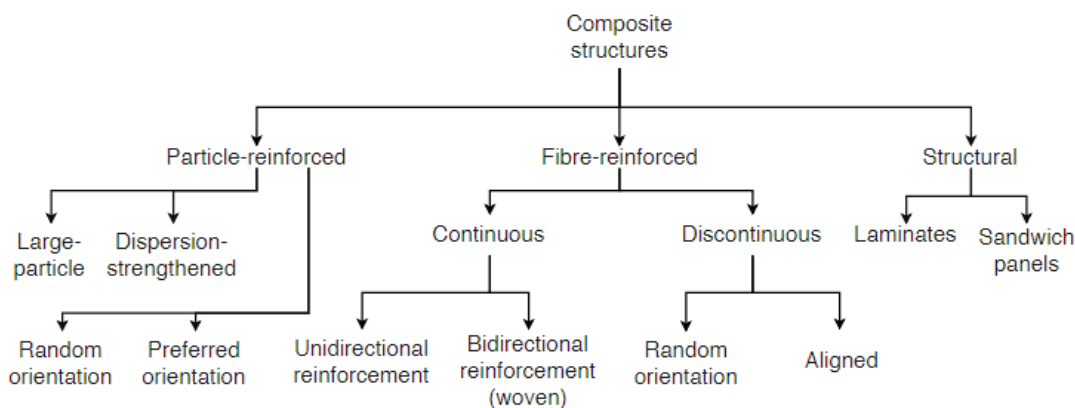 Composite
structures
Particle-reinforced
Fibre-reinforced
Structural
Large-
particle
Dispersion-
strengthened
Continuous
Discontinuous
Laminates
Sandwich
panels
Random
orientation
Preferred
orientation
Unidirectional
reinforcement
Bidirectional
reinforcement
(woven)
Random
orientation
Aligned